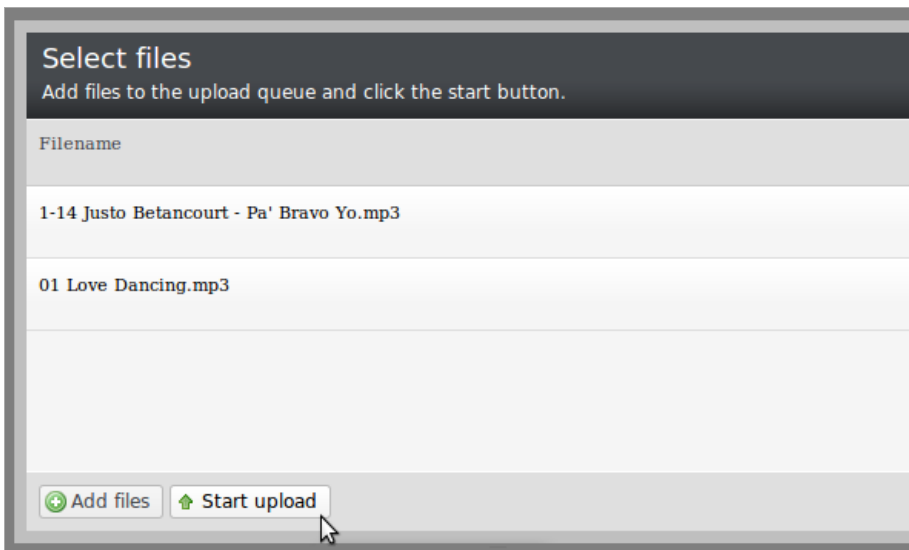 Select files
Add files to the upload queue and click the start button.
Filename
1-14 Justo Betancourt - Pa' Bravo Yo.mp3
01 Love Dancing.mp3
Add files Start upload